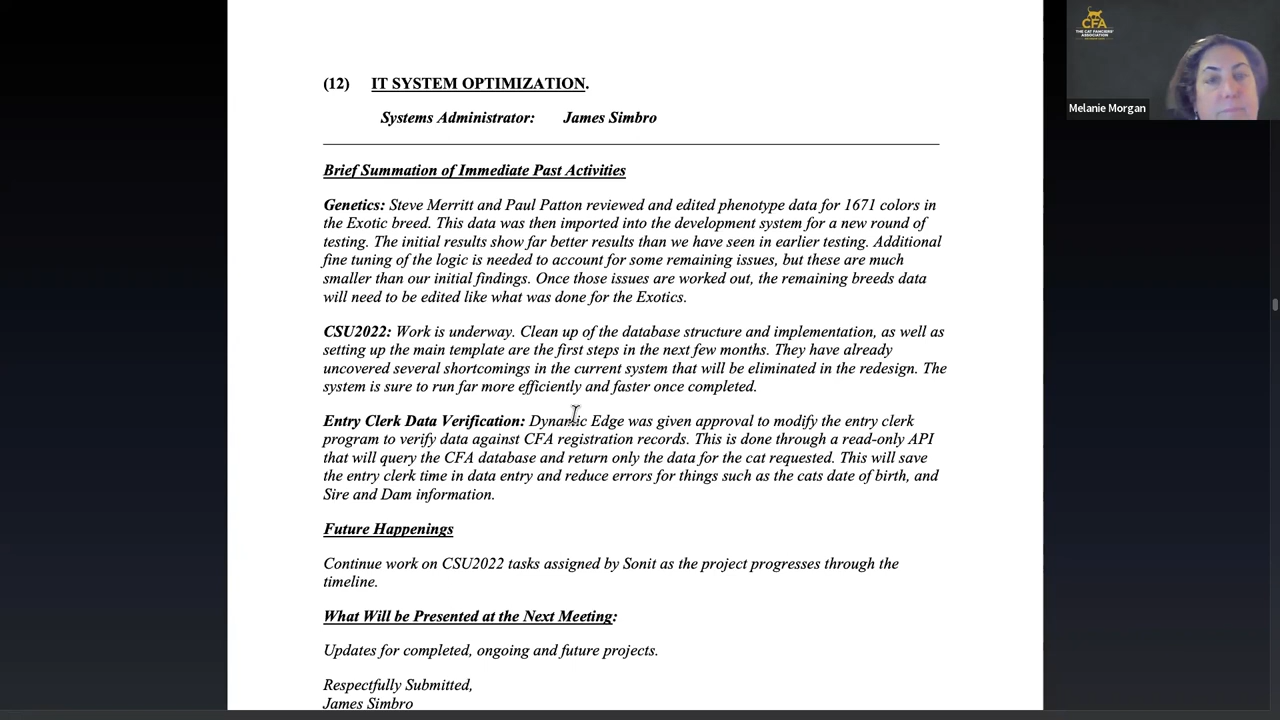 (12) IT SYSTEM OPTIMIZATION.
Systems Administrator: James Simbro
Brief Summation of Immediate Past Activities
Genetics: Steve Merritt and Paul Patton reviewed and edited phenotype data for 1671 colors in
the Exotic breed. This data was then imported into the development system for a new round of
testing. The initial results show far better results than we have seen in earlier testing. Additional
fine tuning of the logic is needed to account for some remaining issues, but these are much
smaller than our initial findings. Once those issues are worked out, the remaining breeds data
will need to be edited like what was done for the Exotics.
CSU2022: Work is underway. Clean up of the database structure and implementation, as well as
setting up the main template are the first steps in the next few months. They have already
uncovered several shortcomings in the current system that will be eliminated in the redesign. The
system is sure to run far more efficiently and faster once completed.
Entry Clerk Data Verification: Dynamic Edge was given approval to modify the entry clerk
program to verify data against CFA registration records. This is done through a read-only API
that will query the CFA database and return only the data for the cat requested. This will save
the entry clerk time in data entry and reduce errors for things such as the cats date of birth, and
Sire and Dam information.
Future Happenings
Continue work on CSU2022 tasks assigned by Sonit as the project progresses through the
timeline.
What Will be Presented at the Next Meeting:
Updates for completed, ongoing and future projects.
Respectfully Submitted,
James Simbro
CFA
THE CAT FANCIERS'
ASSOCIATION
Melanie Morgan